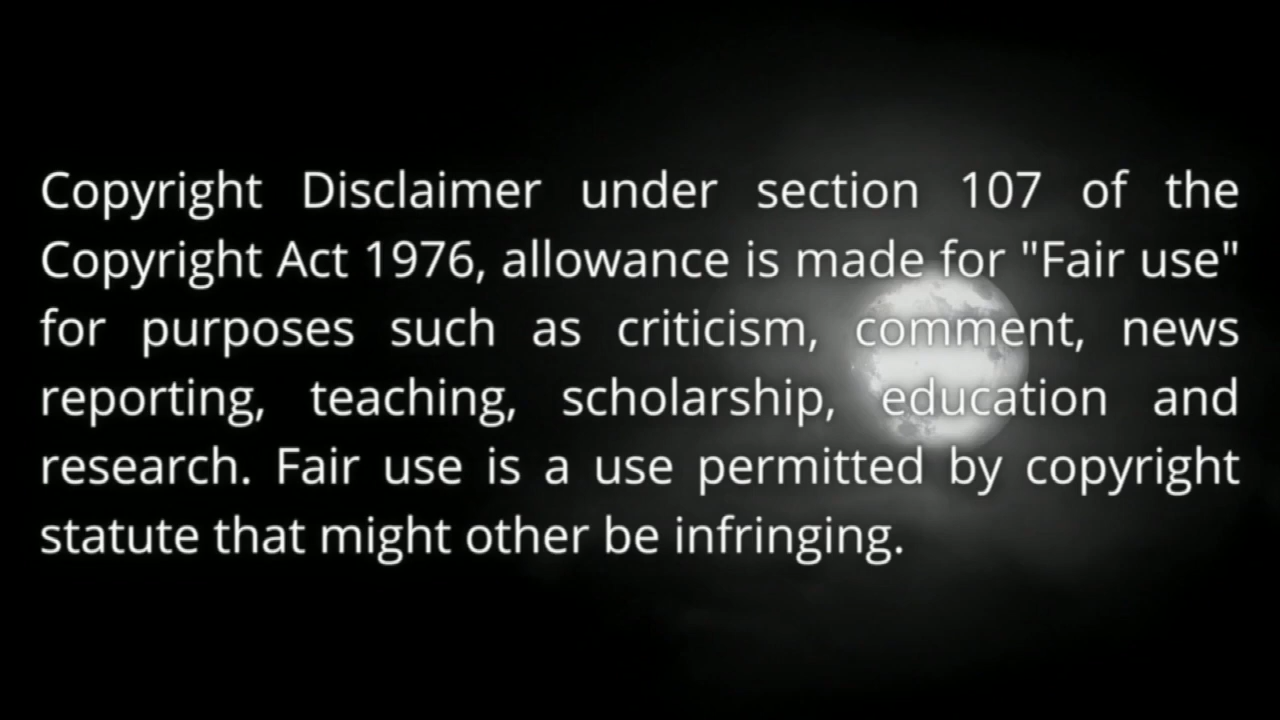 Copyright Disclaimer under section 107 of the
Copyright Act 1976, allowance is made for "Fair use"
for purposes such as criticism, comment, news
reporting, teaching, scholarship, education and
research. Fair use is a use permitted by copyright
statute that might other be infringing.